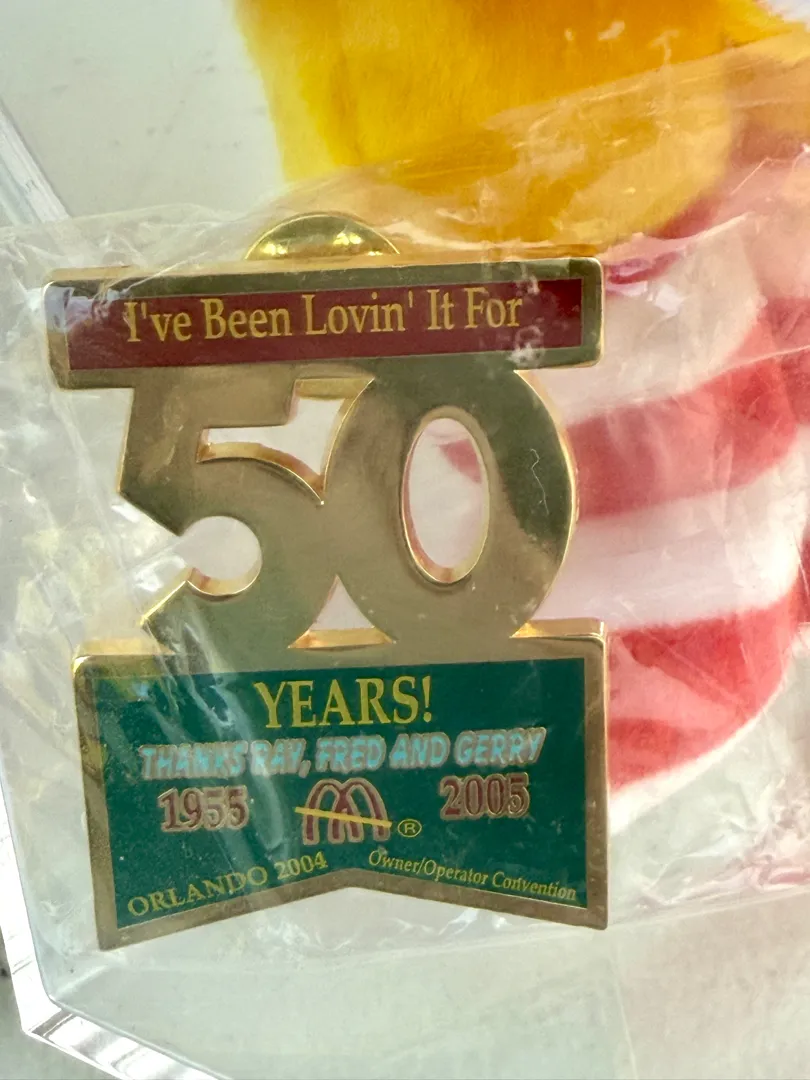 I've Been Lovin' It For
50
YEARS!
THANKS RAY, FRED AND GERRY
1955 2005
®
ORLANDO 2004 Owner/Operator Convention